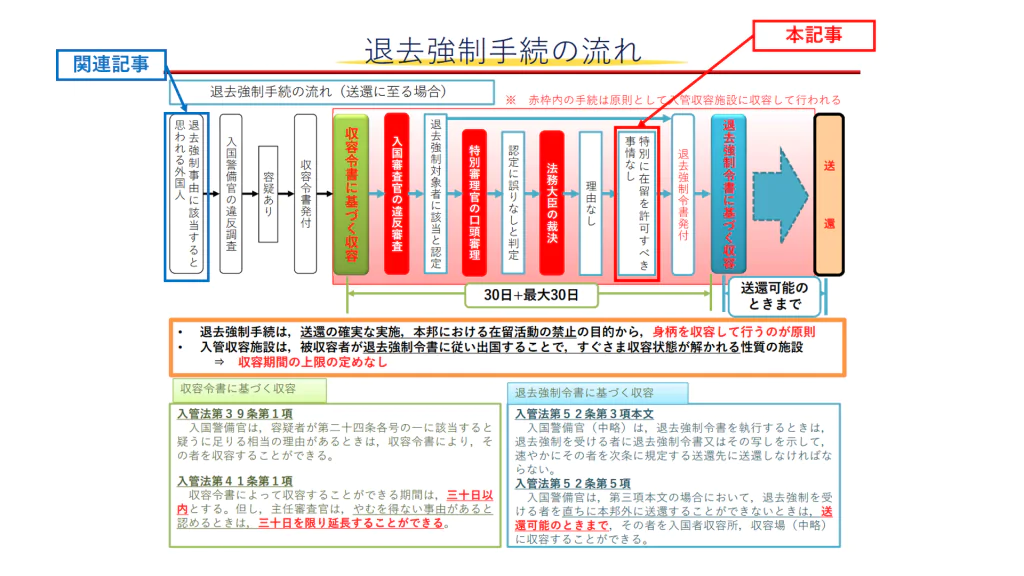 本記事
退去強制手続の流れ
関連記事
退去強制手続の流れ（送還に至る場合）
※ 赤枠内の手続は原則として入管収容施設に収容して行われる
退去強制事由に該当すると
思われる外国人
入国警備官の違反調査
容疑あり
収容令書発付
収容令書に基づく収容
入国審査官の違反審査
退去強制対象者に該当と認定
特別審理官の口頭審理
認定に誤りなしと判定
法務大臣の裁決
理由なし
特別に在留を許可すべき
事情なし
退去強制令書発付
退去強制令書に基づく収容
送還
30日+最大30日
送還可能の
ときまで
• 退去強制手続は，送還の確実な実施，本邦における在留活動の禁止の目的から，身柄を収容して行うのが原則
• 入管収容施設は，被収容者が退去強制令書に従い出国することで，すぐさま収容状態が解かれる性質の施設
⇒ 収容期間の上限の定めなし
収容令書に基づく収容
入管法第３９条第１項
入国警備官は，容疑者が第二十四条各号の一に該当すると
疑うに足りる相当の理由があるときは，収容令書により，そ
の者を収容することができる。
入管法第４１条第１項
収容令書によって収容することができる期間は，三十日以
内とする。但し，主任審査官は，やむを得ない事由があると
認めるときは，三十日を限り延長することができる。
退去強制令書に基づく収容
入管法第５２条第３項本文
入国警備官（中略）は，退去強制令書を執行するときは，
退去強制を受ける者に退去強制令書又はその写しを示して，
速やかにその者を次条に規定する送還先に送還しなければな
らない。
入管法第５２条第５項
入国警備官は，第三項本文の場合において，退去強制を受
ける者を直ちに本邦外に送還することができないときは，送
還可能のときまで，その者を入国者収容所，収容場（中略）
に収容することができる。